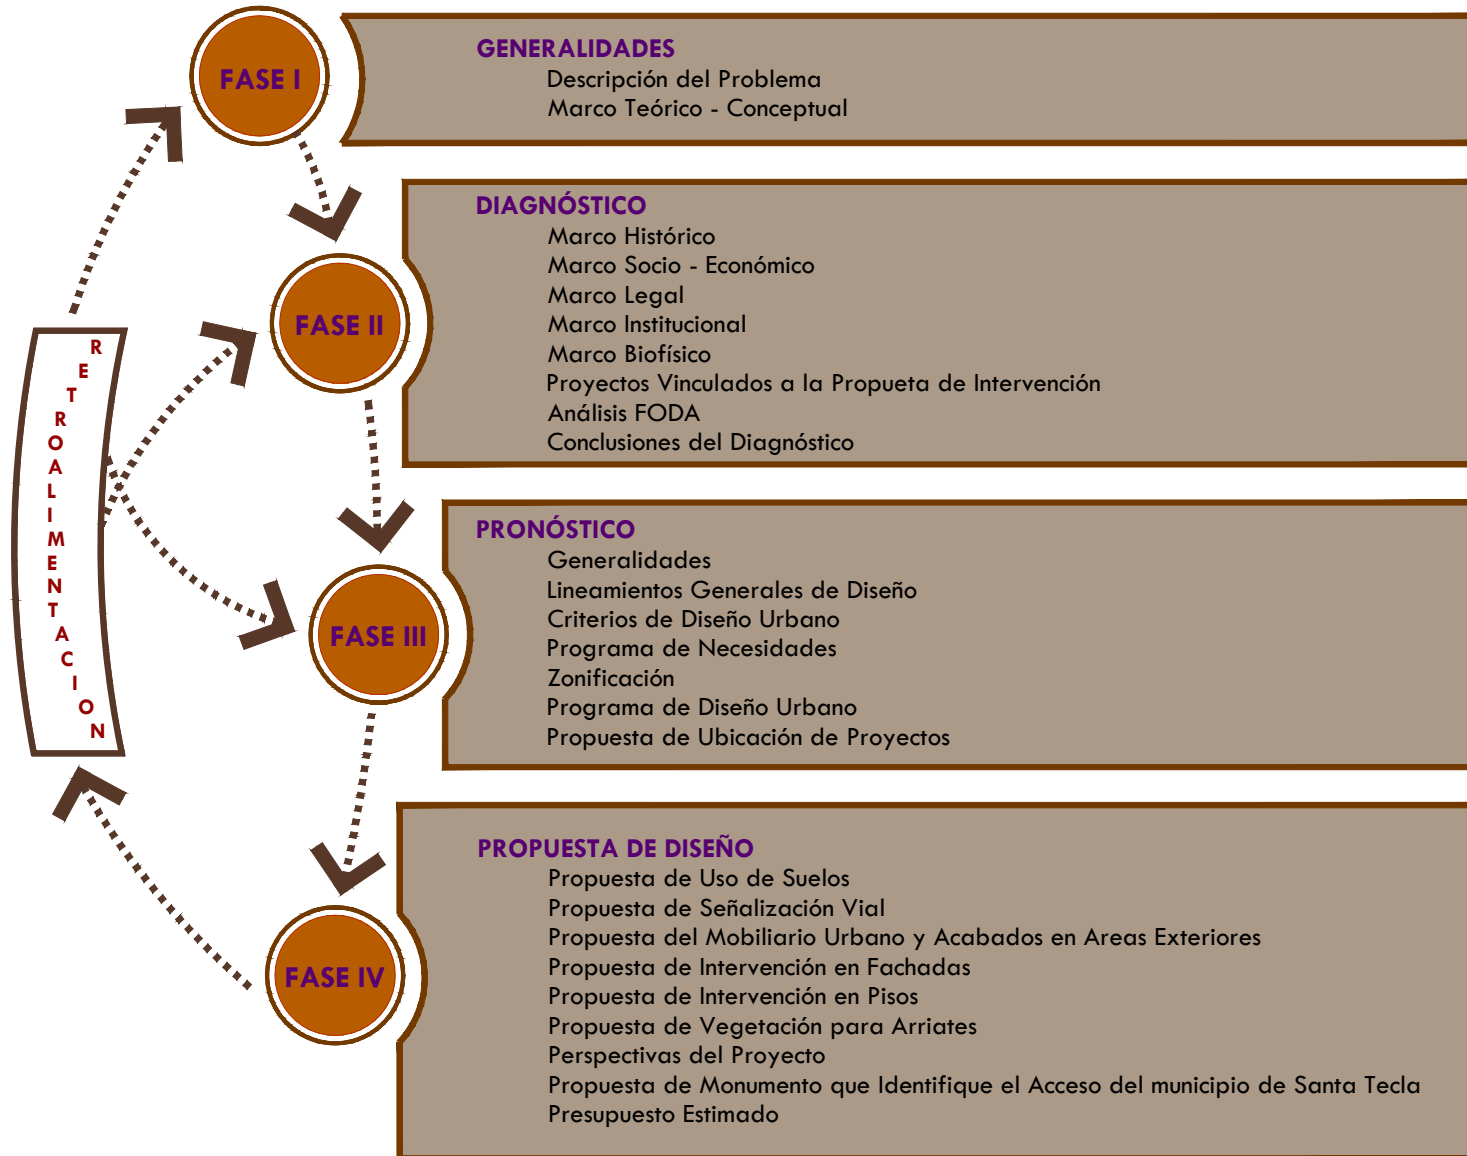 FASE I
GENERALIDADES
Descripción del Problema
Marco Teórico - Conceptual
FASE II
DIAGNÓSTICO
Marco Histórico
Marco Socio - Económico
Marco Legal
Marco Institucional
Marco Biofísico
Proyectos Vinculados a la Propueta de Intervención
Análisis FODA
Conclusiones del Diagnóstico
RETROALIMENTACION
FASE III
PRONÓSTICO
Generalidades
Lineamientos Generales de Diseño
Criterios de Diseño Urbano
Programa de Necesidades
Zonificación
Programa de Diseño Urbano
Propuesta de Ubicación de Proyectos
FASE IV
PROPUESTA DE DISEÑO
Propuesta de Uso de Suelos
Propuesta de Señalización Vial
Propuesta del Mobiliario Urbano y Acabados en Areas Exteriores
Propuesta de Intervención en Fachadas
Propuesta de Intervención en Pisos
Propuesta de Vegetación para Arriates
Perspectivas del Proyecto
Propuesta de Monumento que Identifique el Acceso del municipio de Santa Tecla
Presupuesto Estimado